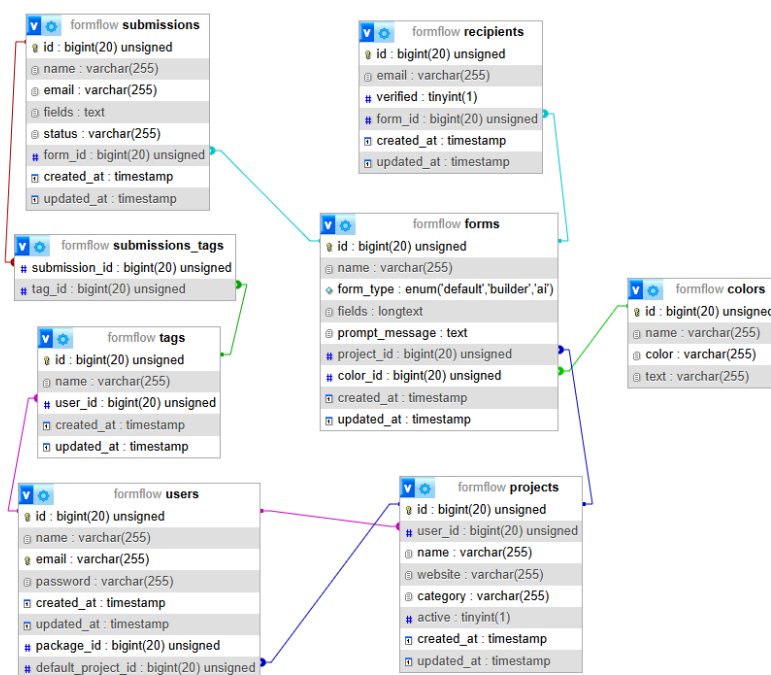 formflow submissions
id : bigint(20) unsigned
name : varchar(255)
email : varchar(255)
fields : text
status : varchar(255)
# form_id : bigint(20) unsigned
created_at : timestamp
updated_at : timestamp
formflow recipients
id : bigint(20) unsigned
email : varchar(255)
# verified : tinyint(1)
# form_id : bigint(20) unsigned
created_at : timestamp
updated_at : timestamp
formflow submissions_tags
# submission_id : bigint(20) unsigned
# tag_id : bigint(20) unsigned
formflow forms
id : bigint(20) unsigned
name : varchar(255)
form_type : enum('default','builder','ai')
fields : longtext
prompt_message : text
# project_id : bigint(20) unsigned
# color_id : bigint(20) unsigned
created_at : timestamp
updated_at : timestamp
formflow colors
id : bigint(20) unsigned
name : varchar(255)
color : varchar(255)
text : varchar(255)
formflow tags
id : bigint(20) unsigned
name : varchar(255)
# user_id : bigint(20) unsigned
created_at : timestamp
updated_at : timestamp
formflow users
id : bigint(20) unsigned
name : varchar(255)
email : varchar(255)
password : varchar(255)
created_at : timestamp
updated_at : timestamp
# package_id : bigint(20) unsigned
# default_project_id : bigint(20) unsigned
formflow projects
id : bigint(20) unsigned
# user_id : bigint(20) unsigned
name : varchar(255)
website : varchar(255)
category : varchar(255)
# active : tinyint(1)
created_at : timestamp
updated_at : timestamp